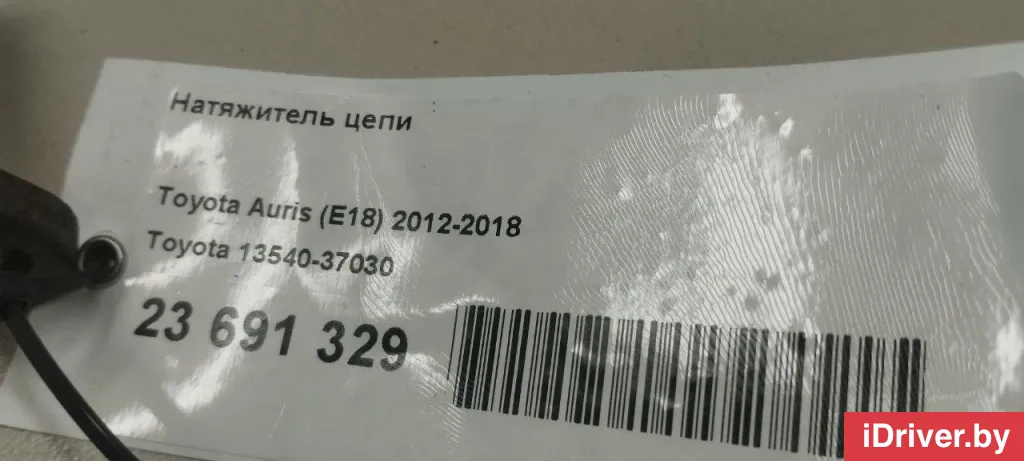 Натяжитель цепи
Toyota Auris (E18) 2012-2018
Toyota 13540-37030
23 691 329
iDriver.by